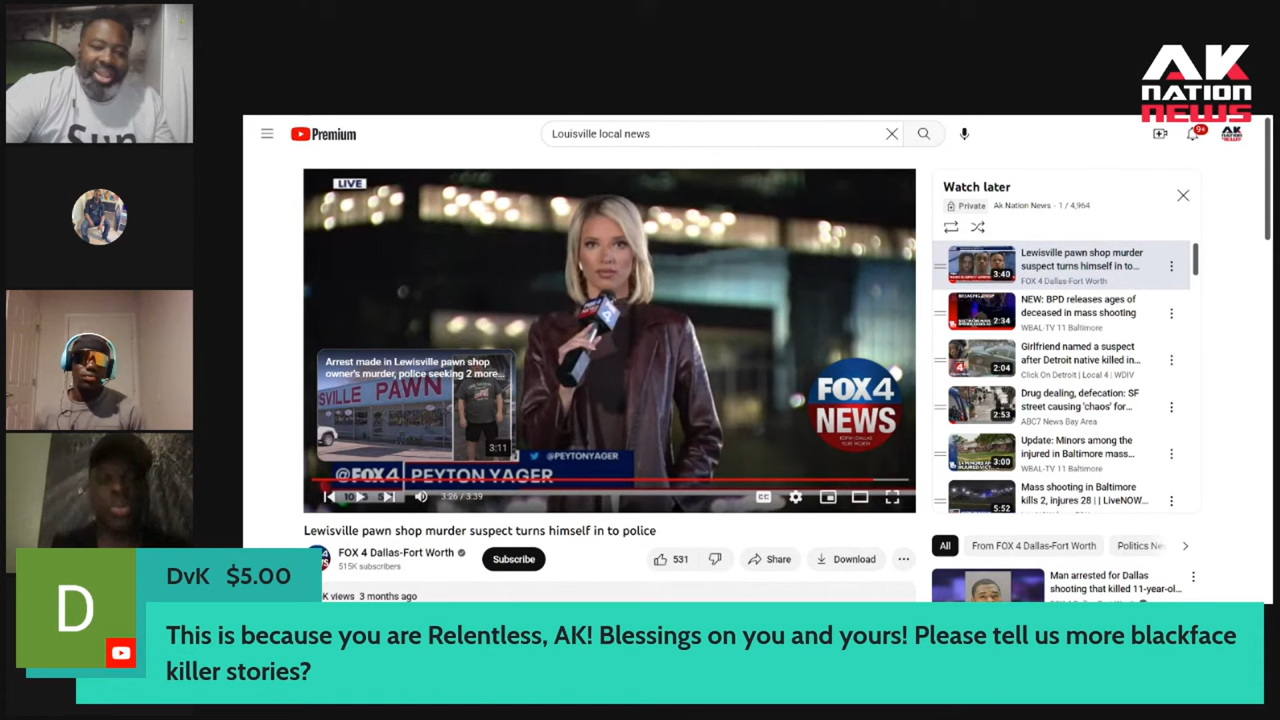 AK
NATION
NEWS
Premium
Louisville local news
9+
LIVE
Arrest made in Lewisville pawn shop
owner's murder, police seeking 2 more...
SVILLE PAWN
3:11
FOX 4
NEWS
@PEYTONYAGER
@FOX4 PEYTON YAGER
3:26 / 3:39
CC
Lewisville pawn shop murder suspect turns himself in to police
FOX 4 Dallas-Fort Worth
515K subscribers
Subscribe
531
Share
Download
K views 3 months ago
Watch later
Private Ak Nation News - 1 / 4,964
Lewisville pawn shop murder
suspect turns himself in to...
FOX 4 Dallas-Fort Worth
3:40
NEW: BPD releases ages of
deceased in mass shooting
WBAL-TV 11 Baltimore
2:34
Girlfriend named a suspect
after Detroit native killed in...
Click On Detroit | Local 4 | WDIV
2:04
Drug dealing, defecation: SF
street causing 'chaos' for...
ABC7 News Bay Area
2:53
Update: Minors among the
injured in Baltimore mass...
WBAL-TV 11 Baltimore
3:00
Mass shooting in Baltimore
kills 2, injures 28 | | LiveNOW...
5:52
All
From FOX 4 Dallas-Fort Worth
Politics Nev
Man arrested for Dallas
shooting that killed 11-year-ol...
D
DvK $5.00
This is because you are Relentless, AK! Blessings on you and yours! Please tell us more blackface
killer stories?